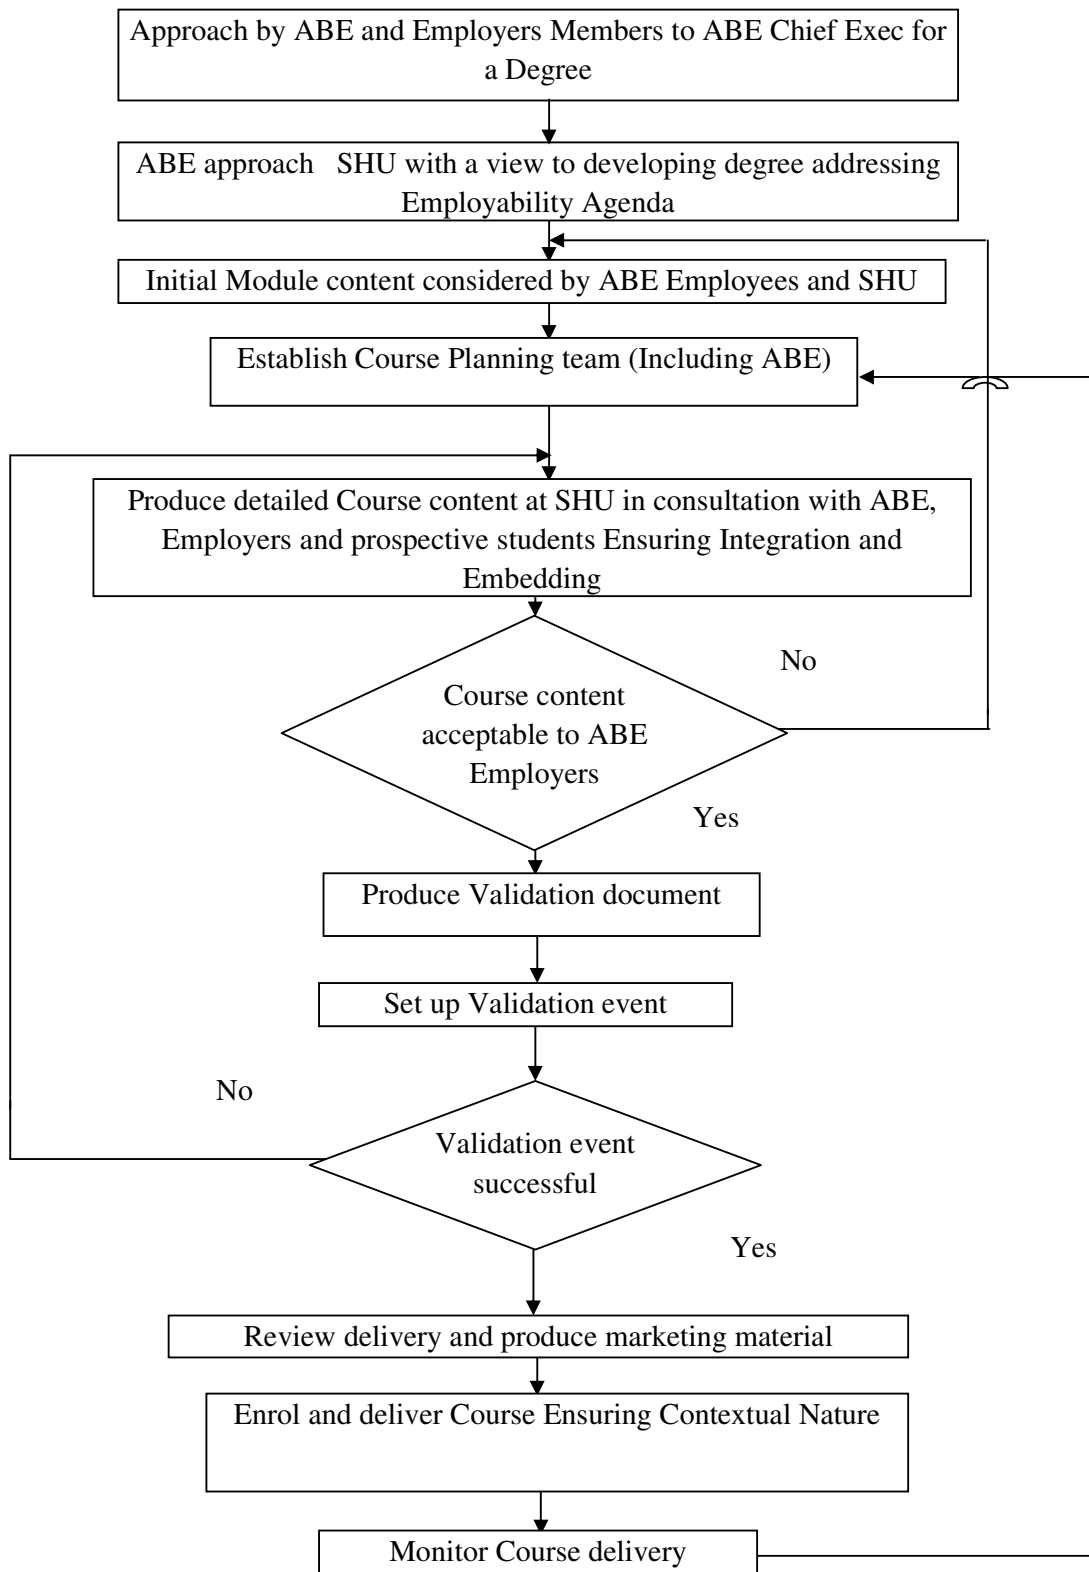 Approach by ABE and Employers Members to ABE Chief Exec for
a Degree
ABE approach   SHU with a view to developing degree addressing
Employability Agenda
Initial Module content considered by ABE Employees and SHU
Establish Course Planning team (Including ABE)
Produce detailed Course content at SHU in consultation with ABE,
Employers and prospective students Ensuring Integration and
Embedding
No
Course content
acceptable to ABE
Employers
Yes
Produce Validation document
Set up Validation event
No
Validation event
successful
Yes
Review delivery and produce marketing material
Enrol and deliver Course Ensuring Contextual Nature
Monitor Course delivery